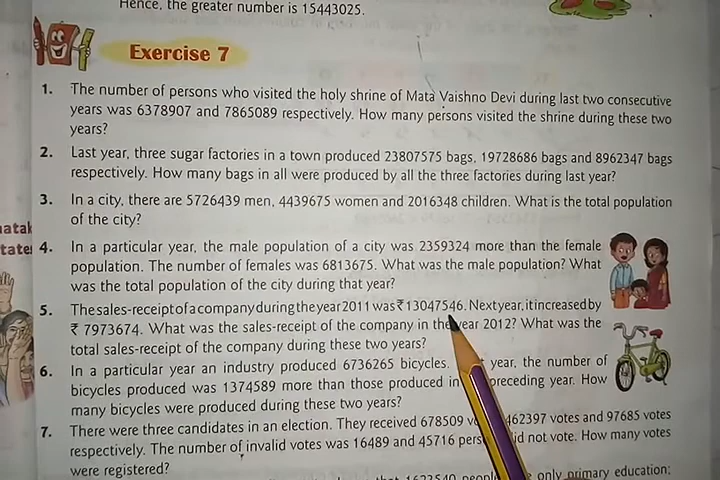 Hence, the greater number is 15443025.
Exercise 7
1. The number of persons who visited the holy shrine of Mata Vaishno Devi during last two consecutive
years was 6378907 and 7865089 respectively. How many persons visited the shrine during these two
years?
2. Last year, three sugar factories in a town produced 23807575 bags, 19728686 bags and 8962347 bags
respectively. How many bags in all were produced by all the three factories during last year?
3. In a city, there are 5726439 men, 4439675 women and 2016348 children. What is the total population
of the city?
4. In a particular year, the male population of a city was 2359324 more than the female
population. The number of females was 6813675. What was the male population? What
was the total population of the city during that year?
5. The sales-receipt of a company during the year 2011 was ₹ 13047546. Next year, it increased by
₹ 7973674. What was the sales-receipt of the company in the year 2012? What was the
total sales-receipt of the company during these two years?
6. In a particular year an industry produced 6736265 bicycles. year, the number of
bicycles produced was 1374589 more than those produced in preceding year. How
many bicycles were produced during these two years?
7. There were three candidates in an election. They received 678509 462397 votes and 97685 votes
respectively. The number of invalid votes was 16489 and 45716 did not vote. How many votes
were registered?
that 1623540 only primary education;